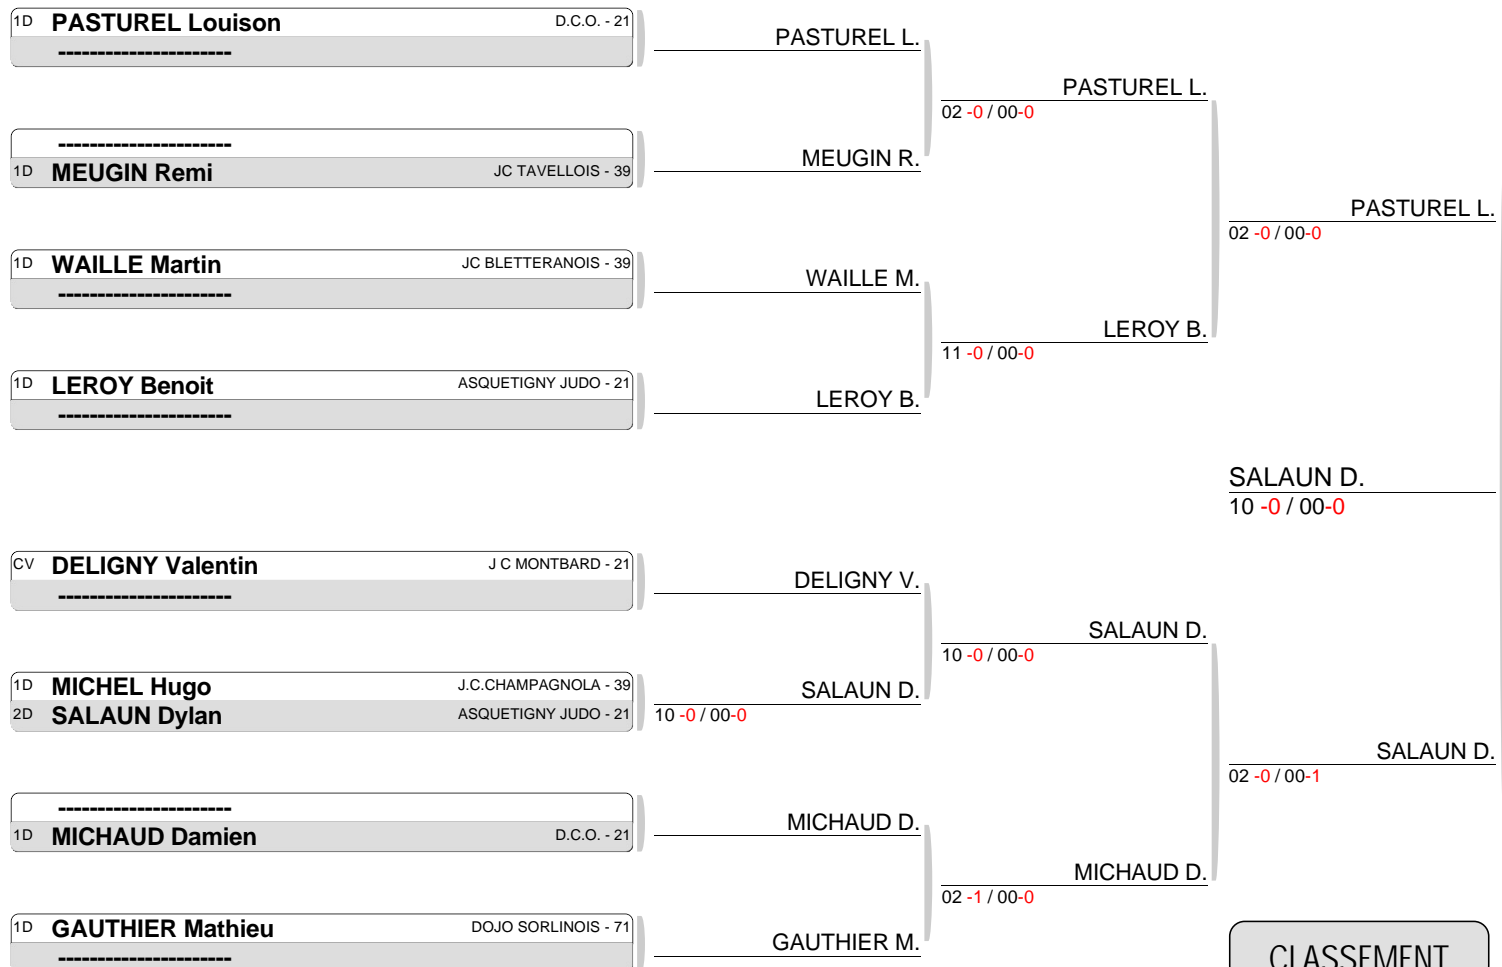 1D PASTUREL Louison D.C.O. - 21
----------------------
PASTUREL L.
PASTUREL L.
02 -0 / 00-0
----------------------
1D MEUGIN Remi JC TAVELLOIS - 39
MEUGIN R.
PASTUREL L.
02 -0 / 00-0
1D WAILLE Martin JC BLETTERANOIS - 39
----------------------
WAILLE M.
LEROY B.
11 -0 / 00-0
1D LEROY Benoit ASQUETIGNY JUDO - 21
----------------------
LEROY B.
SALAUN D.
10 -0 / 00-0
CV DELIGNY Valentin J C MONTBARD - 21
----------------------
DELIGNY V.
SALAUN D.
10 -0 / 00-0
1D MICHEL Hugo J.C.CHAMPAGNOLA - 39
2D SALAUN Dylan ASQUETIGNY JUDO - 21
SALAUN D.
10 -0 / 00-0
SALAUN D.
02 -0 / 00-1
----------------------
1D MICHAUD Damien D.C.O. - 21
MICHAUD D.
MICHAUD D.
02 -1 / 00-0
1D GAUTHIER Mathieu DOJO SORLINOIS - 71
----------------------
GAUTHIER M.
CLASSEMENT